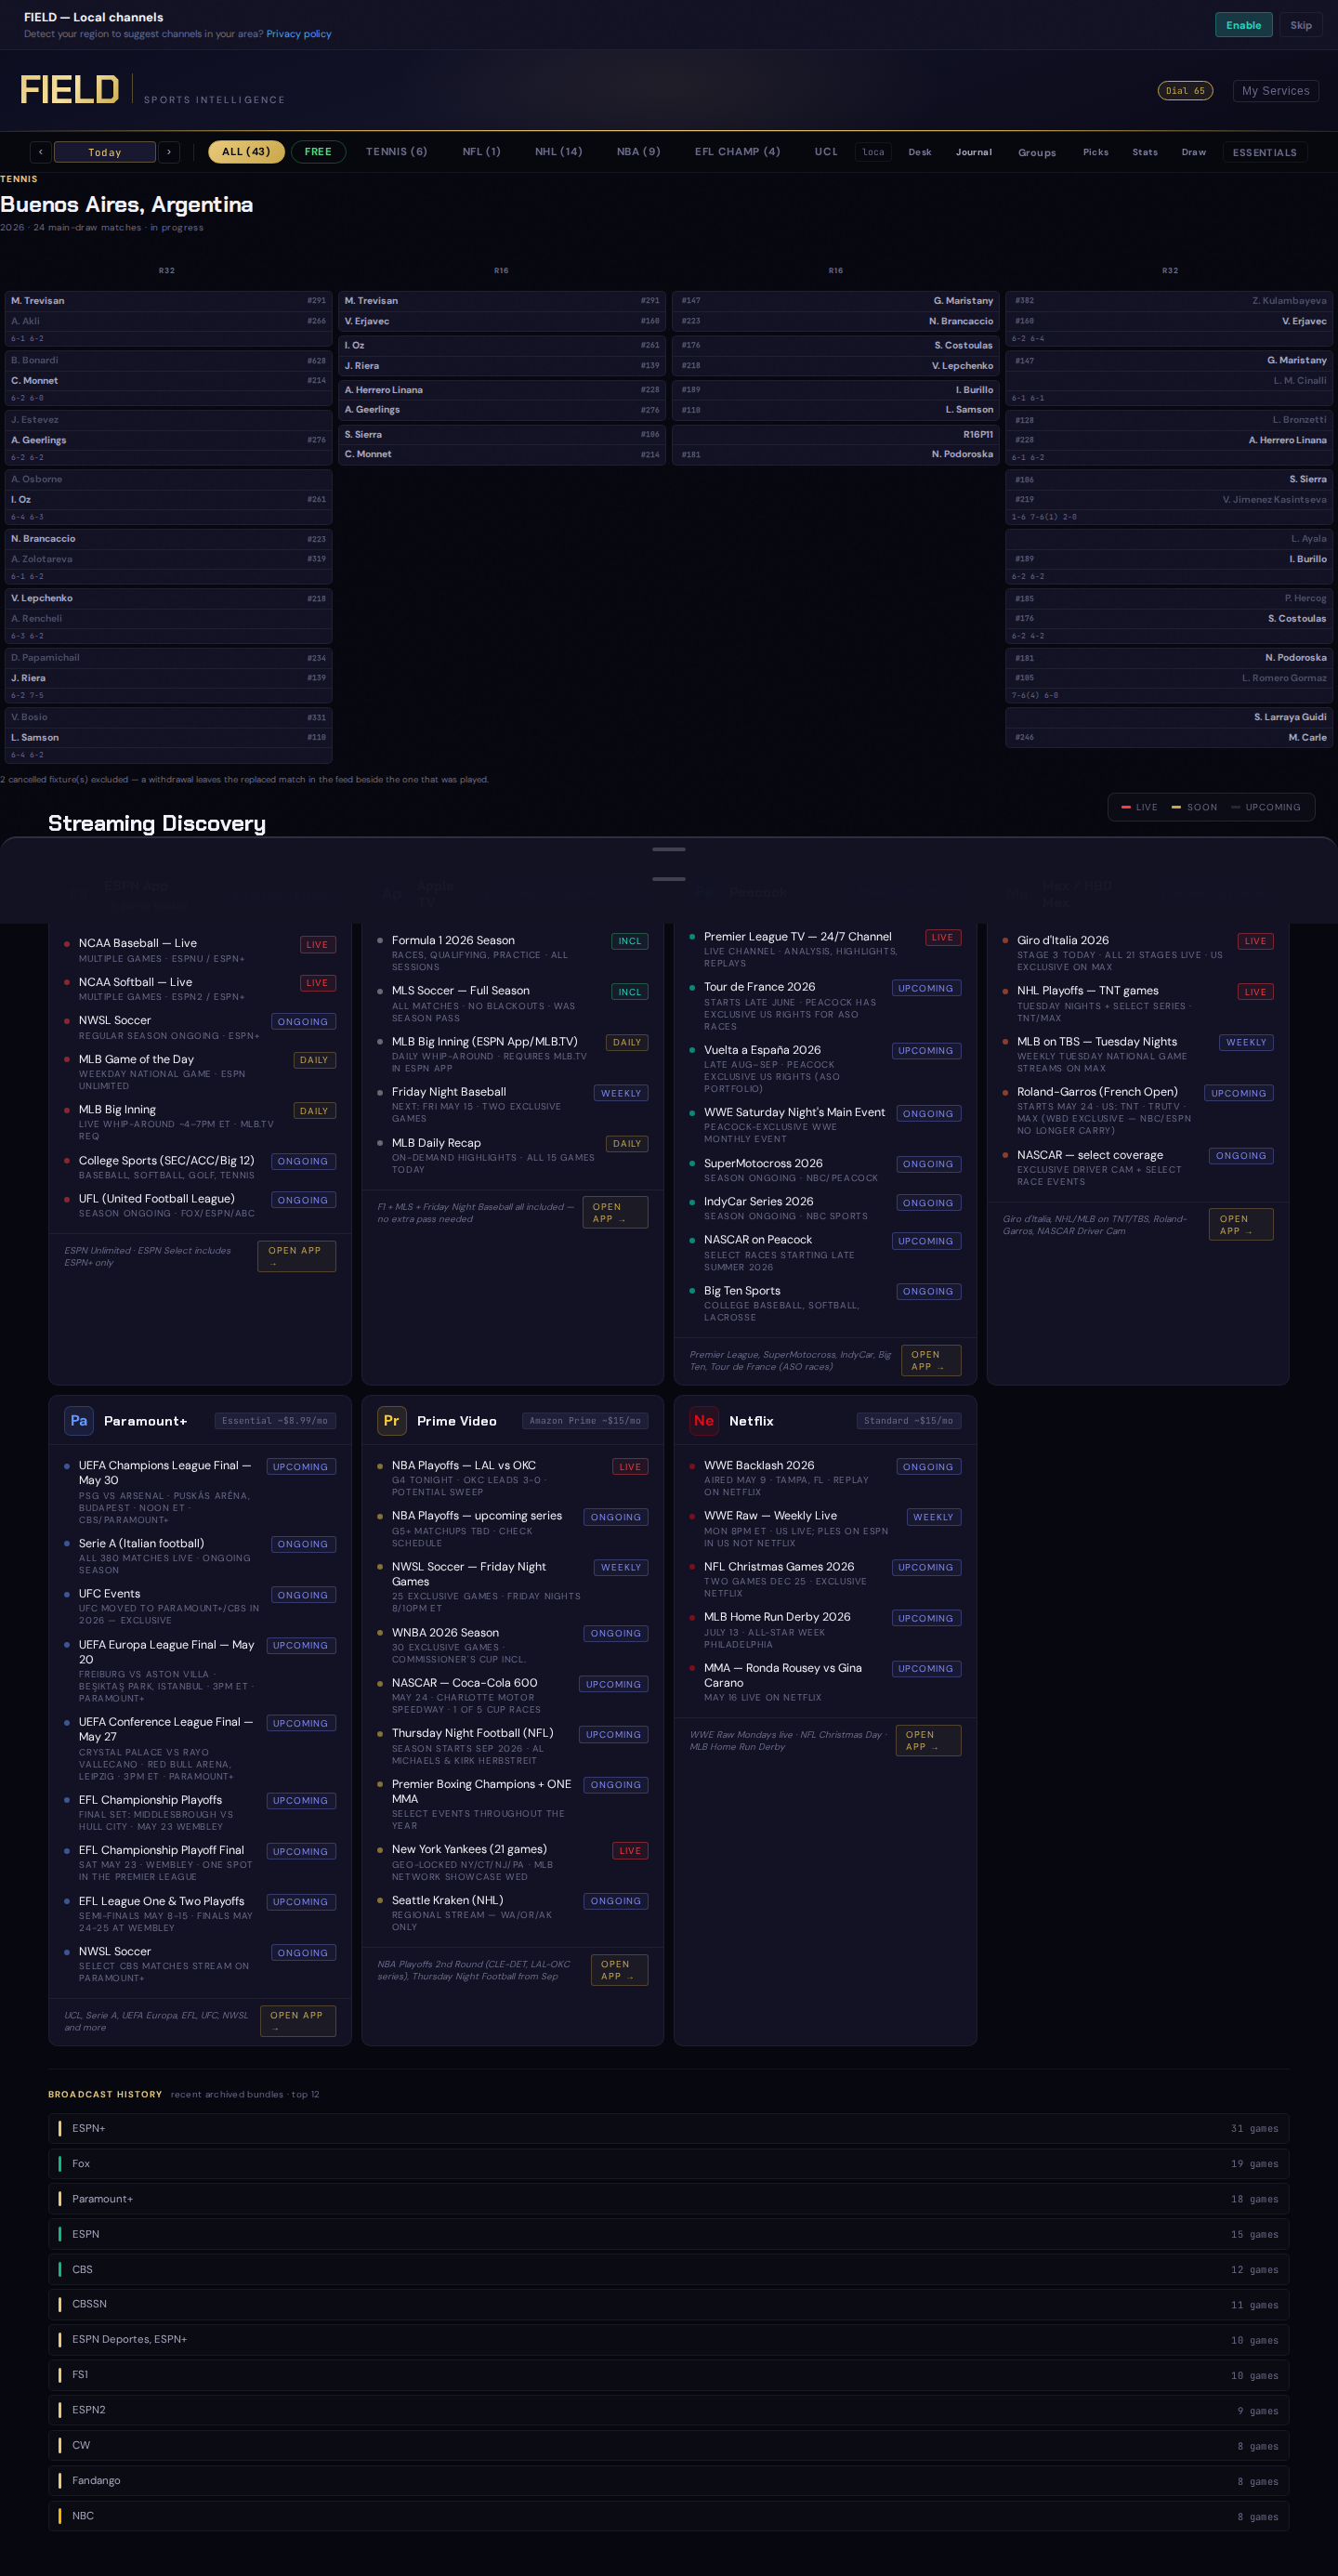 FIELD — Local channels
Detect your region to suggest channels in your area? Privacy policy
Enable
Skip
FIELD
SPORTS INTELLIGENCE
Dial 65
My Services
‹
Today
›
ALL (43)
FREE
TENNIS (6)
NFL (1)
NHL (14)
NBA (9)
EFL CHAMP (4)
UCL
loca
Desk
Journal
Groups
Picks
Stats
Draw
ESSENTIALS
TENNIS
Buenos Aires, Argentina
2026 · 24 main-draw matches · in progress
R32
M. Trevisan #291
A. Akli #266
6-1 6-2
B. Bonardi #628
C. Monnet #214
6-2 6-0
J. Estevez
A. Geerlings #276
6-2 6-2
A. Osborne
I. Oz #261
6-4 6-3
N. Brancaccio #223
A. Zolotareva #319
6-1 6-2
V. Lepchenko #218
A. Rencheli
6-3 6-2
D. Papamichail #234
J. Riera #139
6-2 7-5
V. Bosio #331
L. Samson #110
6-4 6-2
R16
M. Trevisan #291
V. Erjavec #160
I. Oz #261
J. Riera #139
A. Herrero Linana #228
A. Geerlings #276
S. Sierra #106
C. Monnet #214
R16
#147 G. Maristany
#223 N. Brancaccio
#176 S. Costoulas
#218 V. Lepchenko
#189 I. Burillo
#110 L. Samson
R16P11
#181 N. Podoroska
R32
#382 Z. Kulambayeva
#160 V. Erjavec
6-2 6-4
#147 G. Maristany
L. M. Cinalli
6-1 6-1
#128 L. Bronzetti
#228 A. Herrero Linana
6-1 6-2
#106 S. Sierra
#219 V. Jimenez Kasintseva
1-6 7-6(1) 2-0
L. Ayala
#189 I. Burillo
6-2 6-2
#185 P. Hercog
#176 S. Costoulas
6-2 4-2
#181 N. Podoroska
#105 L. Romero Gormaz
7-6(4) 6-0
S. Larraya Guidi
#246 M. Carle
2 cancelled fixture(s) excluded — a withdrawal leaves the replaced match in the feed beside the one that was played.
LIVE
SOON
UPCOMING
Streaming Discovery
ESPN App
Ap
Apple
TV
Peacock
Max / HBO
Max
NCAA Baseball — Live
LIVE
MULTIPLE GAMES · ESPNU / ESPN+
NCAA Softball — Live
LIVE
MULTIPLE GAMES · ESPN2 / ESPN+
NWSL Soccer
ONGOING
REGULAR SEASON ONGOING · ESPN+
MLB Game of the Day
DAILY
WEEKDAY NATIONAL GAME · ESPN
UNLIMITED
MLB Big Inning
DAILY
LIVE WHIP-AROUND ~4–7PM ET · MLB.TV
REQ
College Sports (SEC/ACC/Big 12)
ONGOING
BASEBALL, SOFTBALL, GOLF, TENNIS
UFL (United Football League)
ONGOING
SEASON ONGOING · FOX/ESPN/ABC
ESPN Unlimited · ESPN Select includes
ESPN+ only
OPEN APP
→
Formula 1 2026 Season
INCL
RACES, QUALIFYING, PRACTICE · ALL
SESSIONS
MLS Soccer — Full Season
INCL
ALL MATCHES · NO BLACKOUTS · WAS
SEASON PASS
MLB Big Inning (ESPN App/MLB.TV)
DAILY
DAILY WHIP-AROUND · REQUIRES MLB.TV
IN ESPN APP
Friday Night Baseball
WEEKLY
NEXT: FRI MAY 15 · TWO EXCLUSIVE
GAMES
MLB Daily Recap
DAILY
ON-DEMAND HIGHLIGHTS · ALL 15 GAMES
TODAY
F1 + MLS + Friday Night Baseball all included —
no extra pass needed
OPEN
APP →
Premier League TV — 24/7 Channel
LIVE
LIVE CHANNEL · ANALYSIS, HIGHLIGHTS,
REPLAYS
Tour de France 2026
UPCOMING
STARTS LATE JUNE · PEACOCK HAS
EXCLUSIVE US RIGHTS FOR ASO
RACES
Vuelta a España 2026
UPCOMING
LATE AUG–SEP · PEACOCK
EXCLUSIVE US RIGHTS (ASO
PORTFOLIO)
WWE Saturday Night's Main Event
ONGOING
PEACOCK-EXCLUSIVE WWE
MONTHLY EVENT
SuperMotocross 2026
ONGOING
SEASON ONGOING · NBC/PEACOCK
IndyCar Series 2026
ONGOING
SEASON ONGOING · NBC SPORTS
NASCAR on Peacock
UPCOMING
SELECT RACES STARTING LATE
SUMMER 2026
Big Ten Sports
ONGOING
COLLEGE BASEBALL, SOFTBALL,
LACROSSE
Premier League, SuperMotocross, IndyCar, Big
Ten, Tour de France (ASO races)
OPEN
APP →
Giro d'Italia 2026
LIVE
STAGE 3 TODAY · ALL 21 STAGES LIVE · US
EXCLUSIVE ON MAX
NHL Playoffs — TNT games
LIVE
TUESDAY NIGHTS + SELECT SERIES ·
TNT/MAX
MLB on TBS — Tuesday Nights
WEEKLY
WEEKLY TUESDAY NATIONAL GAME
STREAMS ON MAX
Roland-Garros (French Open)
UPCOMING
STARTS MAY 24 · US: TNT · TRUTV ·
MAX (WBD EXCLUSIVE — NBC/ESPN
NO LONGER CARRY)
NASCAR — select coverage
ONGOING
EXCLUSIVE DRIVER CAM + SELECT
RACE EVENTS
Giro d'Italia, NHL/MLB on TNT/TBS, Roland-
Garros, NASCAR Driver Cam
OPEN
APP →
Pa
Paramount+
Essential ~$8.99/mo
UEFA Champions League Final —
May 30
UPCOMING
PSG VS ARSENAL · PUSKÁS ARÉNA,
BUDAPEST · NOON ET ·
CBS/PARAMOUNT+
Serie A (Italian football)
ONGOING
ALL 380 MATCHES LIVE · ONGOING
SEASON
UFC Events
ONGOING
UFC MOVED TO PARAMOUNT+/CBS IN
2026 — EXCLUSIVE
UEFA Europa League Final — May
20
UPCOMING
FREIBURG VS ASTON VILLA ·
BEŞIKTAŞ PARK, ISTANBUL · 3PM ET ·
PARAMOUNT+
UEFA Conference League Final —
May 27
UPCOMING
CRYSTAL PALACE VS RAYO
VALLECANO · RED BULL ARENA,
LEIPZIG · 3PM ET · PARAMOUNT+
EFL Championship Playoffs
UPCOMING
FINAL SET: MIDDLESBROUGH VS
HULL CITY · MAY 23 WEMBLEY
EFL Championship Playoff Final
UPCOMING
SAT MAY 23 · WEMBLEY · ONE SPOT
IN THE PREMIER LEAGUE
EFL League One & Two Playoffs
UPCOMING
SEMI-FINALS MAY 8-15 · FINALS MAY
24-25 AT WEMBLEY
NWSL Soccer
ONGOING
SELECT CBS MATCHES STREAM ON
PARAMOUNT+
UCL, Serie A, UEFA Europa, EFL, UFC, NWSL
and more
OPEN APP
→
Pr
Prime Video
Amazon Prime ~$15/mo
NBA Playoffs — LAL vs OKC
LIVE
G4 TONIGHT · OKC LEADS 3-0 ·
POTENTIAL SWEEP
NBA Playoffs — upcoming series
ONGOING
G5+ MATCHUPS TBD · CHECK
SCHEDULE
NWSL Soccer — Friday Night
Games
WEEKLY
25 EXCLUSIVE GAMES · FRIDAY NIGHTS
8/10PM ET
WNBA 2026 Season
ONGOING
30 EXCLUSIVE GAMES ·
COMMISSIONER'S CUP INCL.
NASCAR — Coca-Cola 600
UPCOMING
MAY 24 · CHARLOTTE MOTOR
SPEEDWAY · 1 OF 5 CUP RACES
Thursday Night Football (NFL)
UPCOMING
SEASON STARTS SEP 2026 · AL
MICHAELS & KIRK HERBSTREIT
Premier Boxing Champions + ONE
MMA
ONGOING
SELECT EVENTS THROUGHOUT THE
YEAR
New York Yankees (21 games)
LIVE
GEO-LOCKED NY/CT/NJ/PA · MLB
NETWORK SHOWCASE WED
Seattle Kraken (NHL)
ONGOING
REGIONAL STREAM — WA/OR/AK
ONLY
NBA Playoffs 2nd Round (CLE-DET, LAL-OKC
series), Thursday Night Football from Sep
OPEN
APP →
Ne
Netflix
Standard ~$15/mo
WWE Backlash 2026
ONGOING
AIRED MAY 9 · TAMPA, FL · REPLAY
ON NETFLIX
WWE Raw — Weekly Live
WEEKLY
MON 8PM ET · US LIVE; PLES ON ESPN
IN US NOT NETFLIX
NFL Christmas Games 2026
UPCOMING
TWO GAMES DEC 25 · EXCLUSIVE
NETFLIX
MLB Home Run Derby 2026
UPCOMING
JULY 13 · ALL-STAR WEEK
PHILADELPHIA
MMA — Ronda Rousey vs Gina
Carano
UPCOMING
MAY 16 LIVE ON NETFLIX
WWE Raw Mondays live · NFL Christmas Day ·
MLB Home Run Derby
OPEN
APP →
BROADCAST HISTORY recent archived bundles · top 12
ESPN+ 31 games
Fox 19 games
Paramount+ 18 games
ESPN 15 games
CBS 12 games
CBSSN 11 games
ESPN Deportes, ESPN+ 10 games
FS1 10 games
ESPN2 9 games
CW 8 games
Fandango 8 games
NBC 8 games